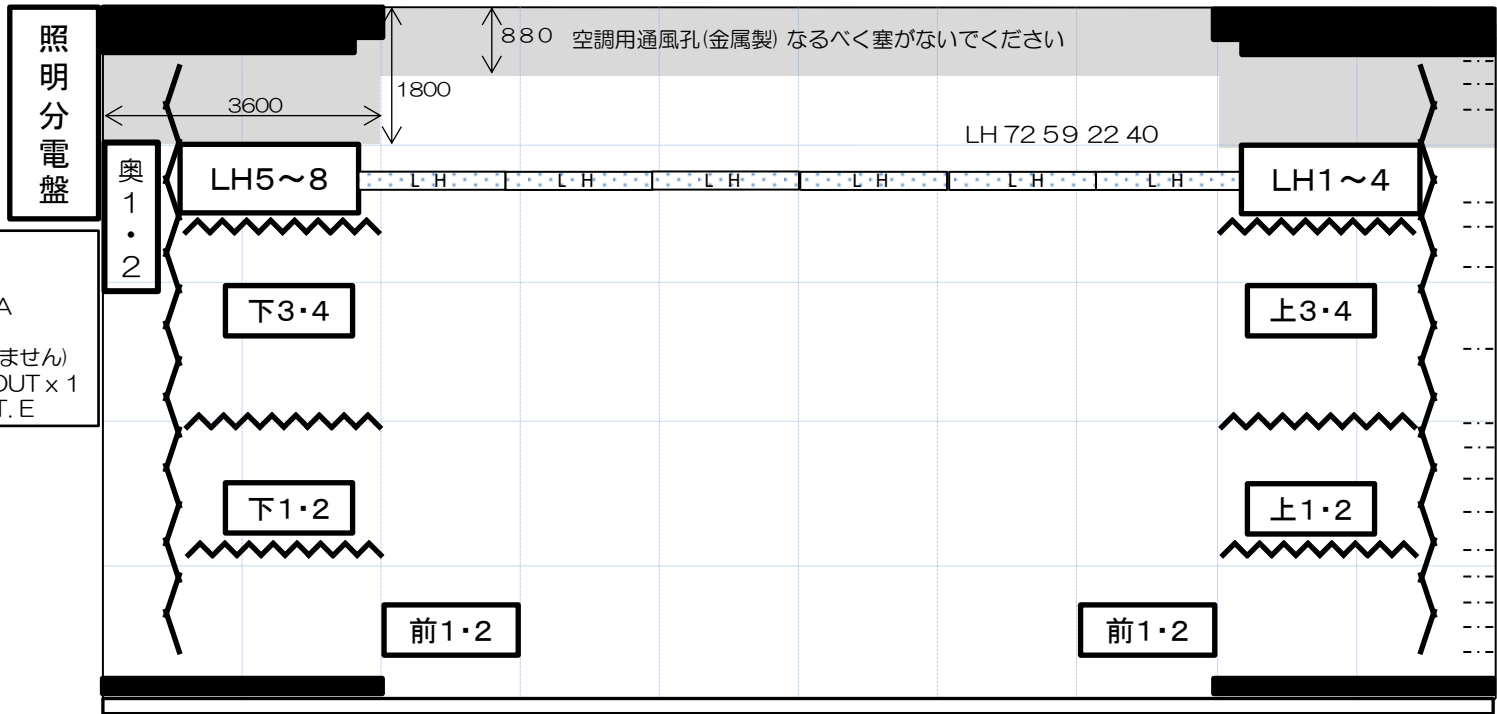 照明分電盤
880 空調用通風孔(金属製) なるべく塞がないでください
1800
3600
LH 72 59 22 40
奥1・2
LH5～8
LH
LH
LH
LH
LH
LH
LH1～4
A
ません)
OUT x 1
T. E
下3・4
上3・4
下1・2
上1・2
前1・2
前1・2